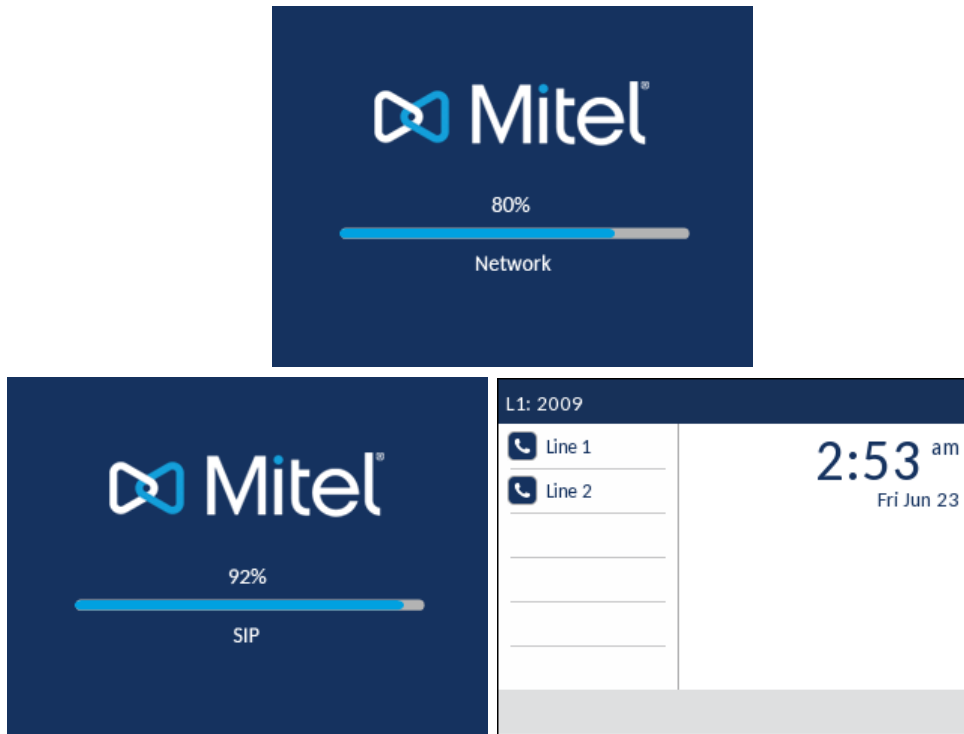 Mitel®
80%
Network
Mitel®
92%
SIP
L1: 2009
Line 1
Line 2
2:53 am
Fri Jun 23